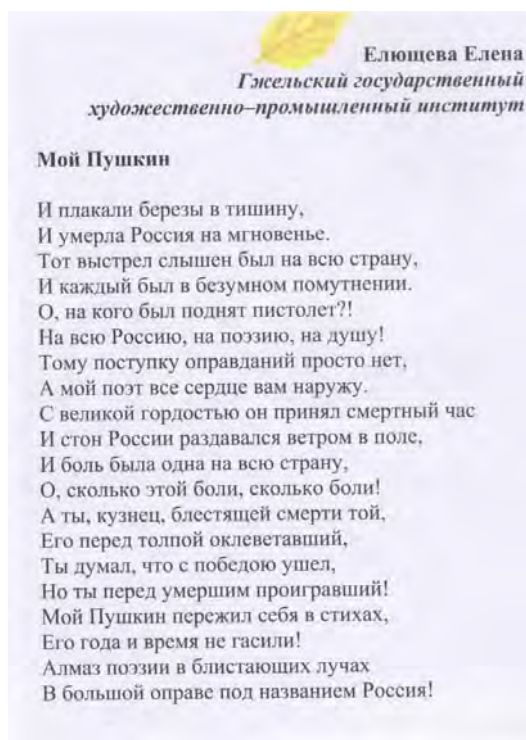 Елющева Елена
Гжельский государственный
художественно–промышленный институт
Мой Пушкин
И плакали березы в тишину,
И умерла Россия на мгновенье.
Тот выстрел слышен был на всю страну,
И каждый был в безумном помутнении.
О, на кого был поднят пистолет?!
На всю Россию, на поэзию, на душу!
Тому поступку оправданий просто нет,
А мой поэт все сердце вам наружу.
С великой гордостью он принял смертный час
И стон России раздавался ветром в поле,
И боль была одна на всю страну,
О, сколько этой боли, сколько боли!
А ты, кузнец, блестящей смерти той,
Его перед толпой оклеветавший,
Ты думал, что с победою ушел,
Но ты перед умершим проигравший!
Мой Пушкин пережил себя в стихах,
Его года и время не гасили!
Алмаз поэзии в блистающих лучах
В большой оправе под названием Россия!